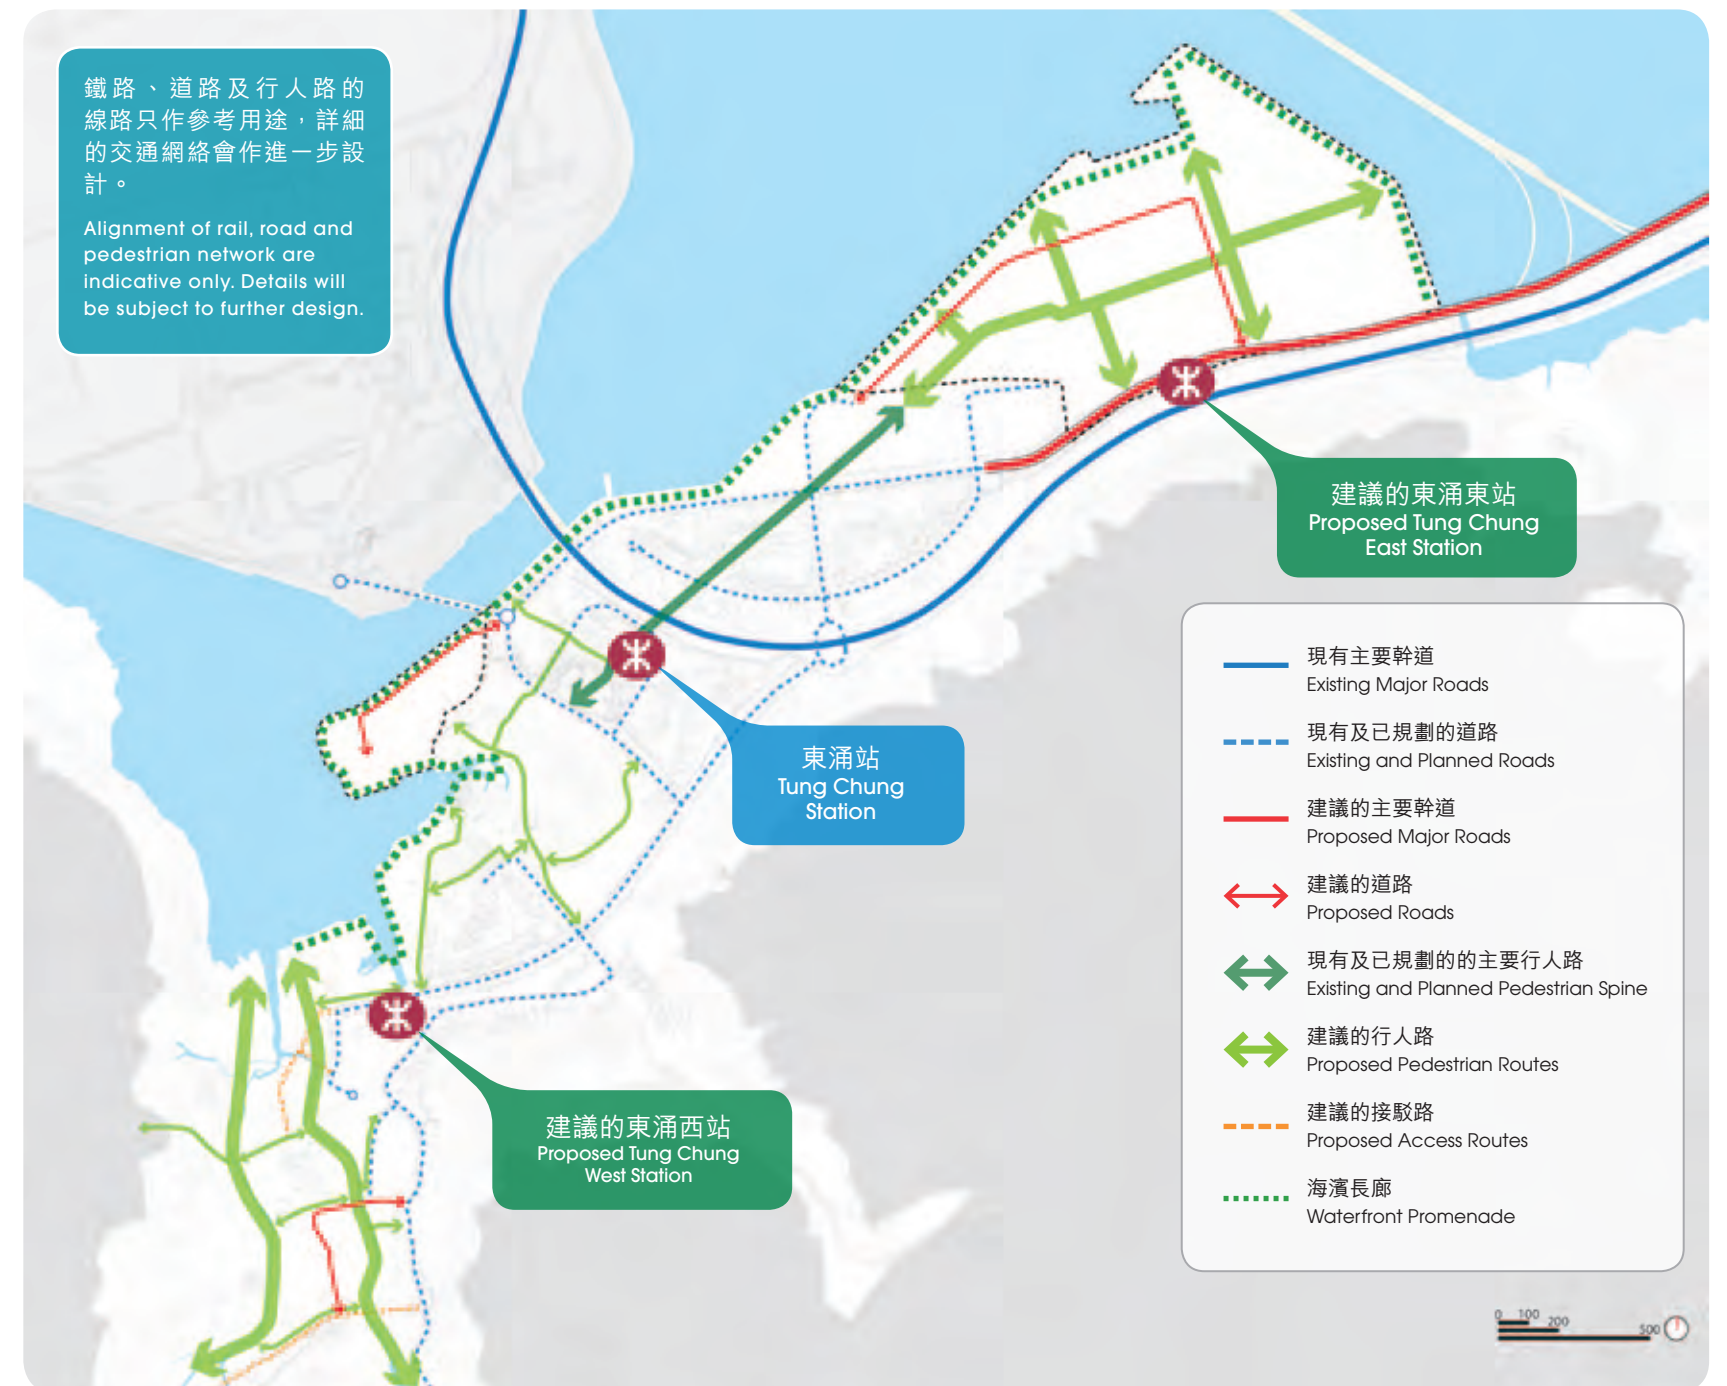 鐵路、道路及行人路的
線路只作參考用途，詳細
的交通網絡會作進一步設
計。
Alignment of rail, road and
pedestrian network are
indicative only. Details will
be subject to further design.
建議的東涌東站
Proposed Tung Chung
East Station
東涌站
Tung Chung
Station
建議的東涌西站
Proposed Tung Chung
West Station
現有主要幹道
Existing Major Roads
現有及已規劃的道路
Existing and Planned Roads
建議的主要幹道
Proposed Major Roads
建議的道路
Proposed Roads
現有及已規劃的的主要行人路
Existing and Planned Pedestrian Spine
建議的行人路
Proposed Pedestrian Routes
建議的接駁路
Proposed Access Routes
海濱長廊
Waterfront Promenade
0 100 200 500